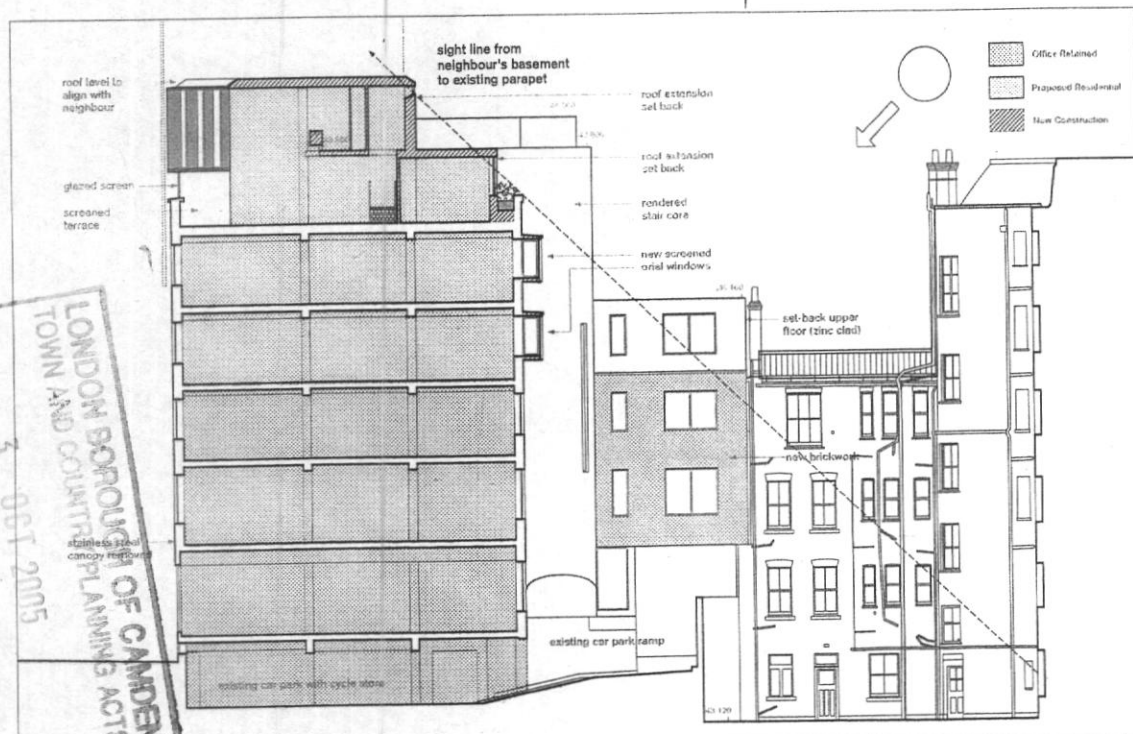 sight line from
neighbour's basement
to existing parapet
roof level to
align with
neighbour
glazed screen
screened
terrace
stainless steel
canopy removed
roof extension
set back
roof extension
set back
rendered
stair core
new screened
oriel windows
set-back upper
floor (zinc clad)
new brickwork
existing car park ramp
existing car park with cycle store
Office Retained
Proposed Residential
New Construction
LONDON BOROUGH OF CAMDEN
TOWN AND COUNTRY PLANNING ACTS
3 OCT 2005